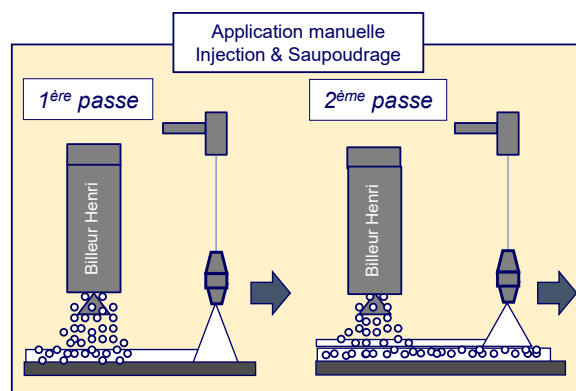 Application manuelle
Injection & Saupoudrage
1ère passe
2ème passe
Billeur Henri
Billeur Henri